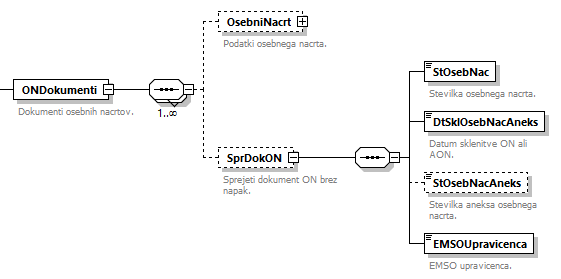 OsebniNacrt
Podatki osebnega nacrta.
ONDokumenti
Dokumenti osebnih nacrtov.
1..∞
SprDokON
Sprejeti dokument ON brez
napak.
StOsebNac
Stevilka osebnega nacrta.
DtSklOsebNacAneks
Datum sklenitve ON ali
AON.
StOsebNacAneks
Stevilka aneksa osebnega
nacrta.
EMSOUpravicenca
EMSO upravicenca.